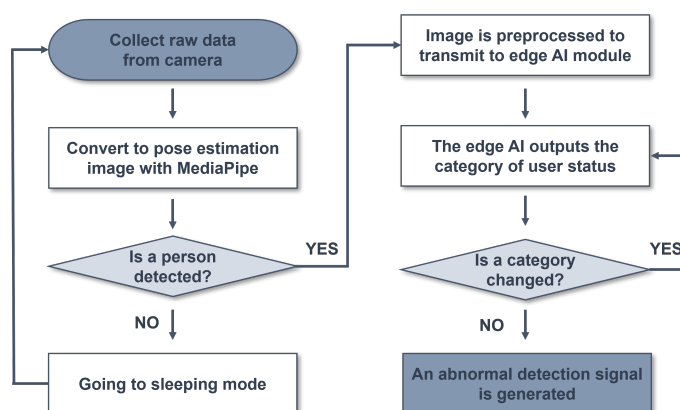 Collect raw data
from camera
Convert to pose estimation
image with MediaPipe
Is a person
detected?
YES
NO
Going to sleeping mode
Image is preprocessed to
transmit to edge AI module
The edge AI outputs the
category of user status
Is a category
changed?
YES
NO
An abnormal detection signal
is generated